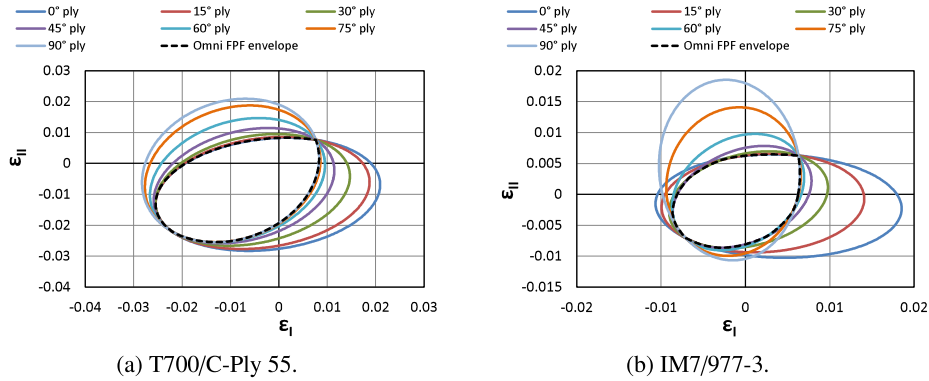 0° ply 15° ply 30° ply
45° ply 60° ply 75° ply
90° ply Omni FPF envelope
0.03
0.02
0.01
0
-0.01
-0.02
-0.03
-0.04
εII
-0.04 -0.03 -0.02 -0.01 0 0.01 0.02 0.03
εI
(a) T700/C-Ply 55.
0° ply 15° ply 30° ply
45° ply 60° ply 75° ply
90° ply Omni FPF envelope
0.02
0.015
0.01
0.005
0
-0.005
-0.01
-0.015
εII
-0.02 -0.01 0 0.01 0.02
εI
(b) IM7/977-3.